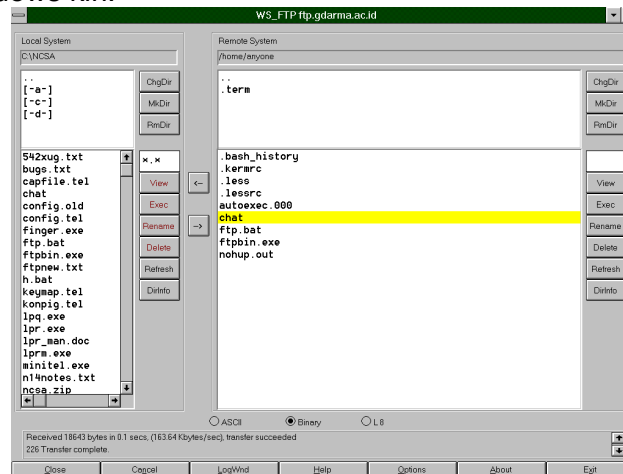 WS_FTP ftp.gdarma.ac.id
Local System
C:\NCSA
..
[-a-]
[-c-]
[-d-]
ChgDir
MkDir
RmDir
542xug.txt
bugs.txt
capfile.tel
chat
config.old
config.tel
finger.exe
ftp.bat
ftpbin.exe
ftpnew.txt
h.bat
keymap.tel
konpig.tel
lpq.exe
lpr.exe
lpr_man.doc
lprm.exe
minitel.exe
n14notes.txt
ncsa.zip
*.*
View
Exec
Rename
Delete
Refresh
DirInfo
<-
->
Remote System
/home/anyone
..
.term
ChgDir
MkDir
RmDir
.bash_history
.kermrc
.less
.lessrc
autoexec.000
chat
ftp.bat
ftpbin.exe
nohup.out
View
Exec
Rename
Delete
Refresh
DirInfo
ASCII Binary L8
Received 18643 bytes in 0.1 secs, (163.64 Kbytes/sec), transfer succeeded
226 Transfer complete.
Close Cancel LogWnd Help Options About Exit